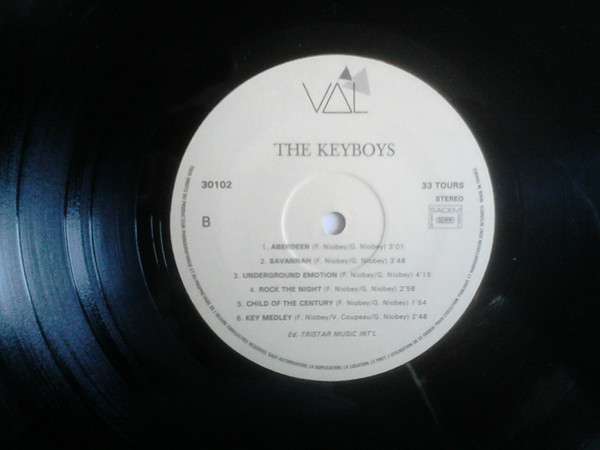 VAL
THE KEYBOYS
30102
33 TOURS
STEREO
SACEM
B
1. ABERDEEN (F. Niobey/G. Niobey) 3'01
2. SAVANNAH (F. Niobey/G. Niobey) 3'48
3. UNDERGROUND EMOTION (F. Niobey/G. Niobey) 4'15
4. ROCK THE NIGHT (F. Niobey/G. Niobey) 2'58
5. CHILD OF THE CENTURY (F. Niobey/G. Niobey) 1'54
6. KEY MEDLEY (F. Niobey/V. Coupeau/G. Niobey) 2'48
Ed. TRISTAR MUSIC INT'L